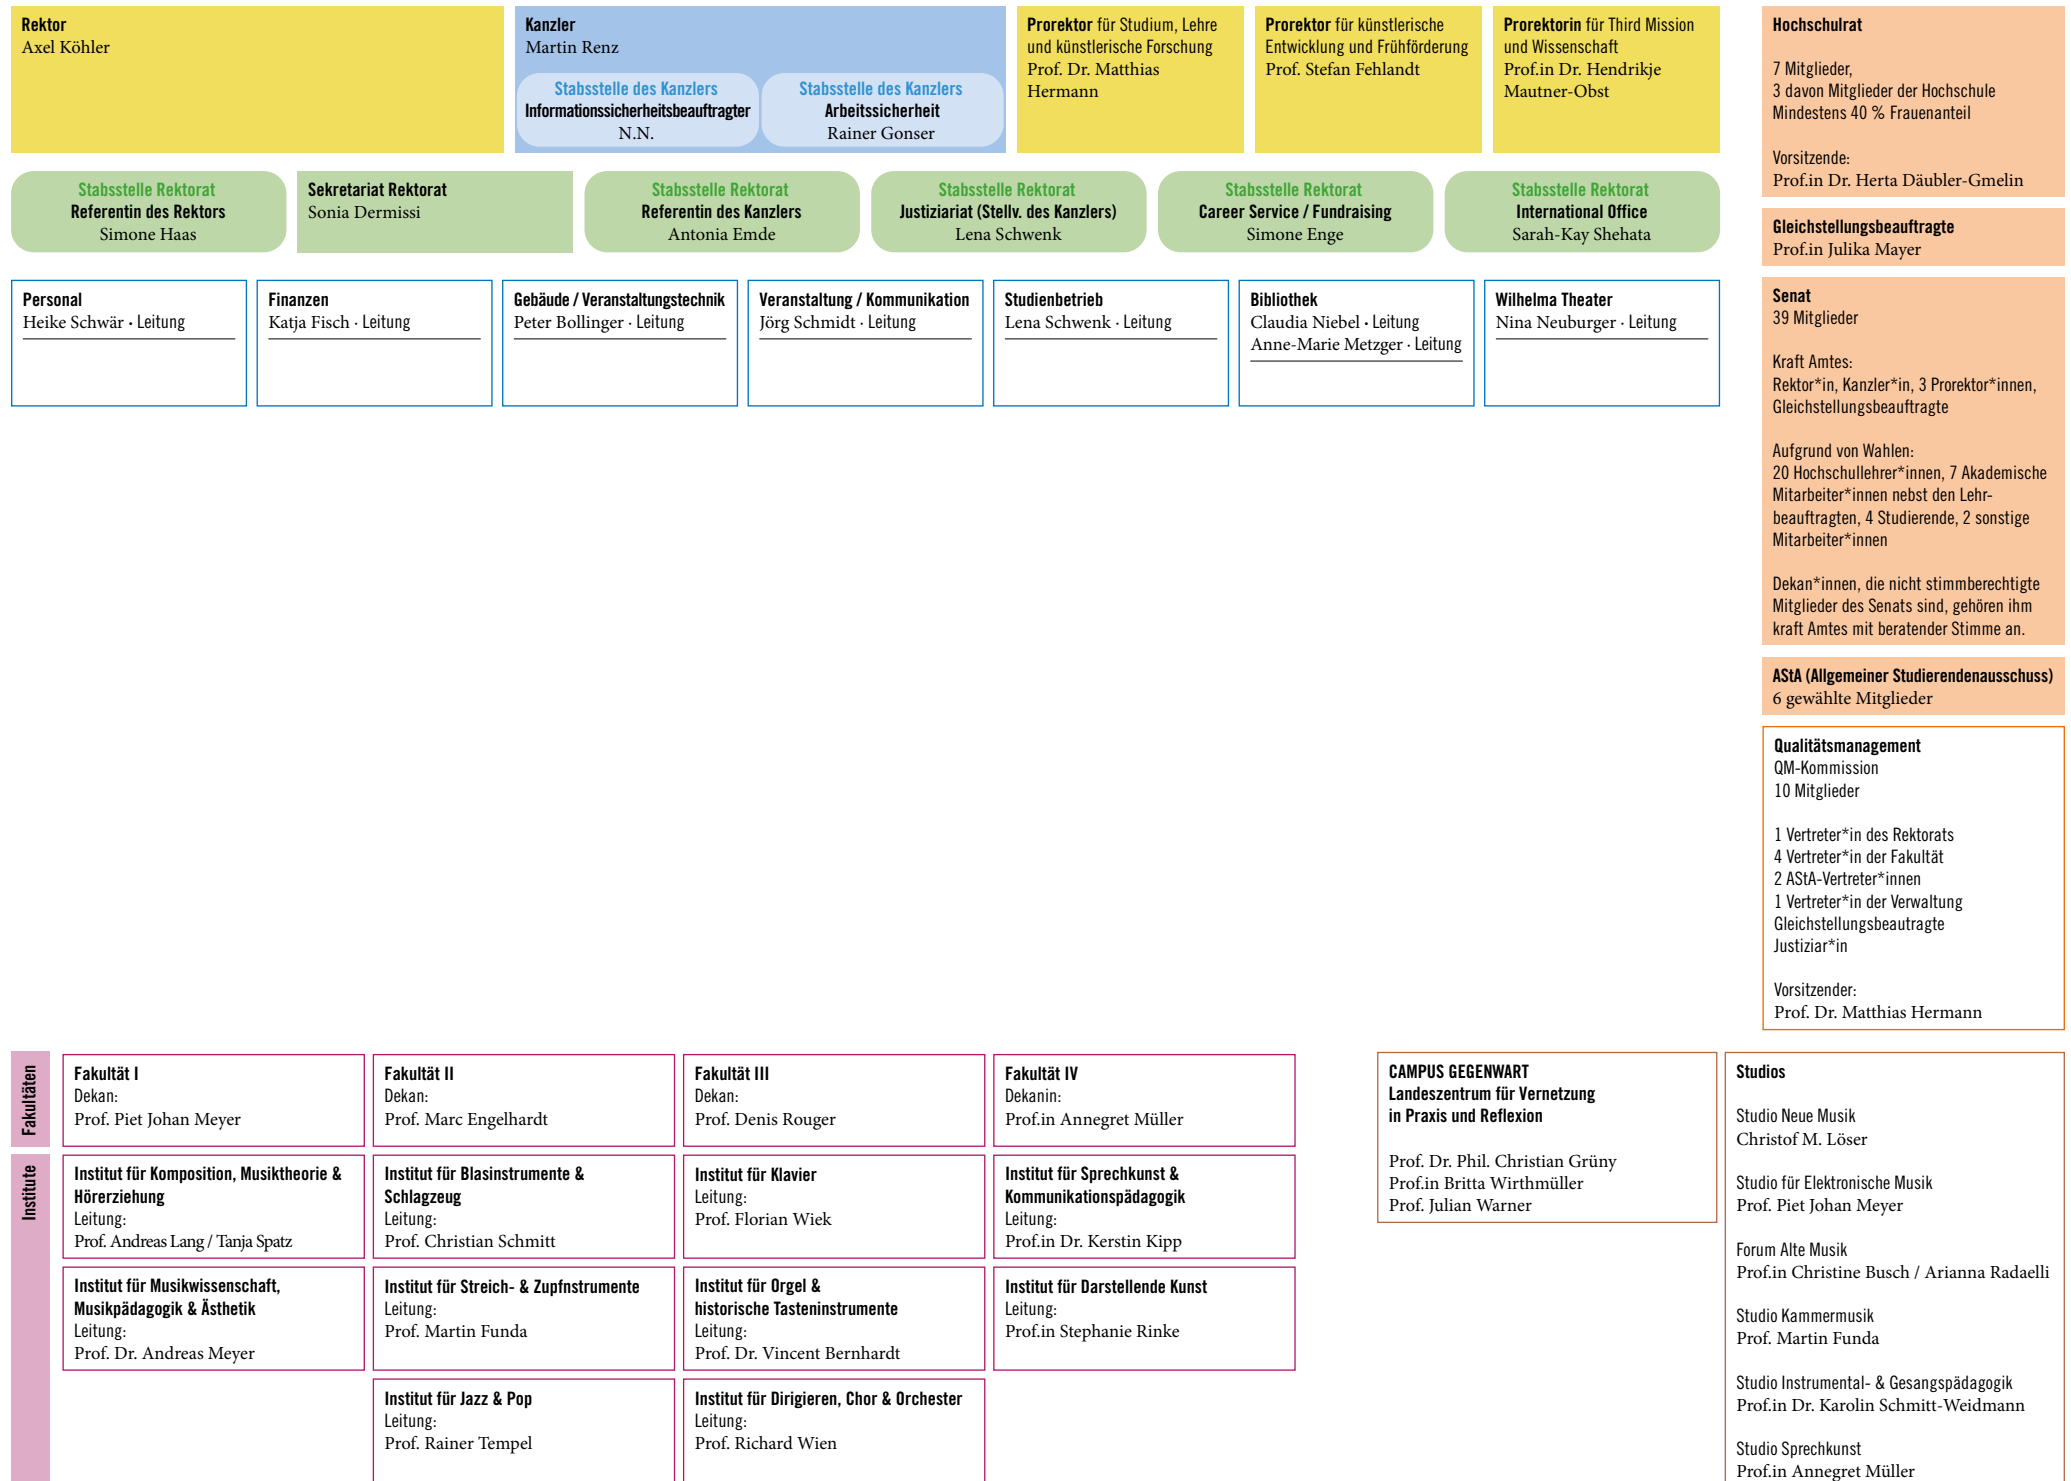 Rektor
Axel Köhler
Kanzler
Martin Renz
Stabsstelle des Kanzlers
Informationssicherheitsbeauftragter
N.N.
Stabsstelle des Kanzlers
Arbeitssicherheit
Rainer Gonser
Prorektor für Studium, Lehre
und künstlerische Forschung
Prof. Dr. Matthias
Hermann
Prorektor für künstlerische
Entwicklung und Frühförderung
Prof. Stefan Fehlandt
Prorektorin für Third Mission
und Wissenschaft
Prof.in Dr. Hendrikje
Mautner-Obst
Stabsstelle Rektorat
Referentin des Rektors
Simone Haas
Sekretariat Rektorat
Sonia Dermissi
Stabsstelle Rektorat
Referentin des Kanzlers
Antonia Emde
Stabsstelle Rektorat
Justiziariat (Stellv. des Kanzlers)
Lena Schwenk
Stabsstelle Rektorat
Career Service / Fundraising
Simone Enge
Stabsstelle Rektorat
International Office
Sarah-Kay Shehata
Personal
Heike Schwär · Leitung
Finanzen
Katja Fisch · Leitung
Gebäude / Veranstaltungstechnik
Peter Bollinger · Leitung
Veranstaltung / Kommunikation
Jörg Schmidt · Leitung
Studienbetrieb
Lena Schwenk · Leitung
Bibliothek
Claudia Niebel · Leitung
Anne-Marie Metzger · Leitung
Wilhelma Theater
Nina Neuburger · Leitung
Hochschulrat
7 Mitglieder,
3 davon Mitglieder der Hochschule
Mindestens 40 % Frauenanteil
Vorsitzende:
Prof.in Dr. Herta Däubler-Gmelin
Gleichstellungsbeauftragte
Prof.in Julika Mayer
Senat
39 Mitglieder
Kraft Amtes:
Rektor*in, Kanzler*in, 3 Prorektor*innen,
Gleichstellungsbeauftragte
Aufgrund von Wahlen:
20 Hochschullehrer*innen, 7 Akademische
Mitarbeiter*innen nebst den Lehr-
beauftragten, 4 Studierende, 2 sonstige
Mitarbeiter*innen
Dekan*innen, die nicht stimmberechtigte
Mitglieder des Senats sind, gehören ihm
kraft Amtes mit beratender Stimme an.
AStA (Allgemeiner Studierendenausschuss)
6 gewählte Mitglieder
Qualitätsmanagement
QM-Kommission
10 Mitglieder
1 Vertreter*in des Rektorats
4 Vertreter*in der Fakultät
2 AStA-Vertreter*innen
1 Vertreter*in der Verwaltung
Gleichstellungsbeautragte
Justiziar*in
Vorsitzender:
Prof. Dr. Matthias Hermann
Fakultäten
Fakultät I
Dekan:
Prof. Piet Johan Meyer
Fakultät II
Dekan:
Prof. Marc Engelhardt
Fakultät III
Dekan:
Prof. Denis Rouger
Fakultät IV
Dekanin:
Prof.in Annegret Müller
Institute
Institut für Komposition, Musiktheorie &
Hörerziehung
Leitung:
Prof. Andreas Lang / Tanja Spatz
Institut für Blasinstrumente &
Schlagzeug
Leitung:
Prof. Christian Schmitt
Institut für Klavier
Leitung:
Prof. Florian Wiek
Institut für Sprechkunst &
Kommunikationspädagogik
Leitung:
Prof.in Dr. Kerstin Kipp
Institut für Musikwissenschaft,
Musikpädagogik & Ästhetik
Leitung:
Prof. Dr. Andreas Meyer
Institut für Streich- & Zupfnstrumente
Leitung:
Prof. Martin Funda
Institut für Orgel &
historische Tasteninstrumente
Leitung:
Prof. Dr. Vincent Bernhardt
Institut für Darstellende Kunst
Leitung:
Prof.in Stephanie Rinke
Institut für Jazz & Pop
Leitung:
Prof. Rainer Tempel
Institut für Dirigieren, Chor & Orchester
Leitung:
Prof. Richard Wien
CAMPUS GEGENWART
Landeszentrum für Vernetzung
in Praxis und Reflexion
Prof. Dr. Phil. Christian Grüny
Prof.in Britta Wirthmüller
Prof. Julian Warner
Studios
Studio Neue Musik
Christof M. Löser
Studio für Elektronische Musik
Prof. Piet Johan Meyer
Forum Alte Musik
Prof.in Christine Busch / Arianna Radaelli
Studio Kammermusik
Prof. Martin Funda
Studio Instrumental- & Gesangspädagogik
Prof.in Dr. Karolin Schmitt-Weidmann
Studio Sprechkunst
Prof.in Annegret Müller